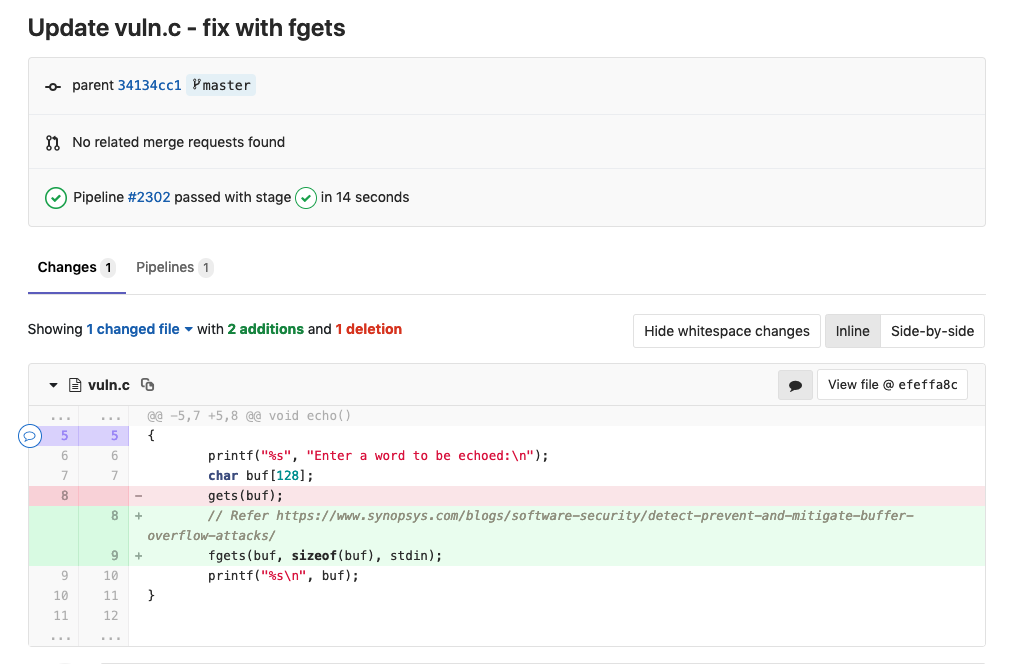 Update vuln.c - fix with fgets
parent 34134cc1 master
No related merge requests found
Pipeline #2302 passed with stage in 14 seconds
Changes 1 Pipelines 1
Showing 1 changed file with 2 additions and 1 deletion
Hide whitespace changes Inline Side-by-side
vuln.c View file @ efeffa8c
... ... @@ -5,7 +5,8 @@ void echo()
5 5 {
6 6 printf("%s", "Enter a word to be echoed:\n");
7 7 char buf[128];
8 - gets(buf);
8 + // Refer https://www.synopsys.com/blogs/software-security/detect-prevent-and-mitigate-buffer-
overflow-attacks/
9 + fgets(buf, sizeof(buf), stdin);
9 10 printf("%s\n", buf);
10 11 }
11 12
... ...